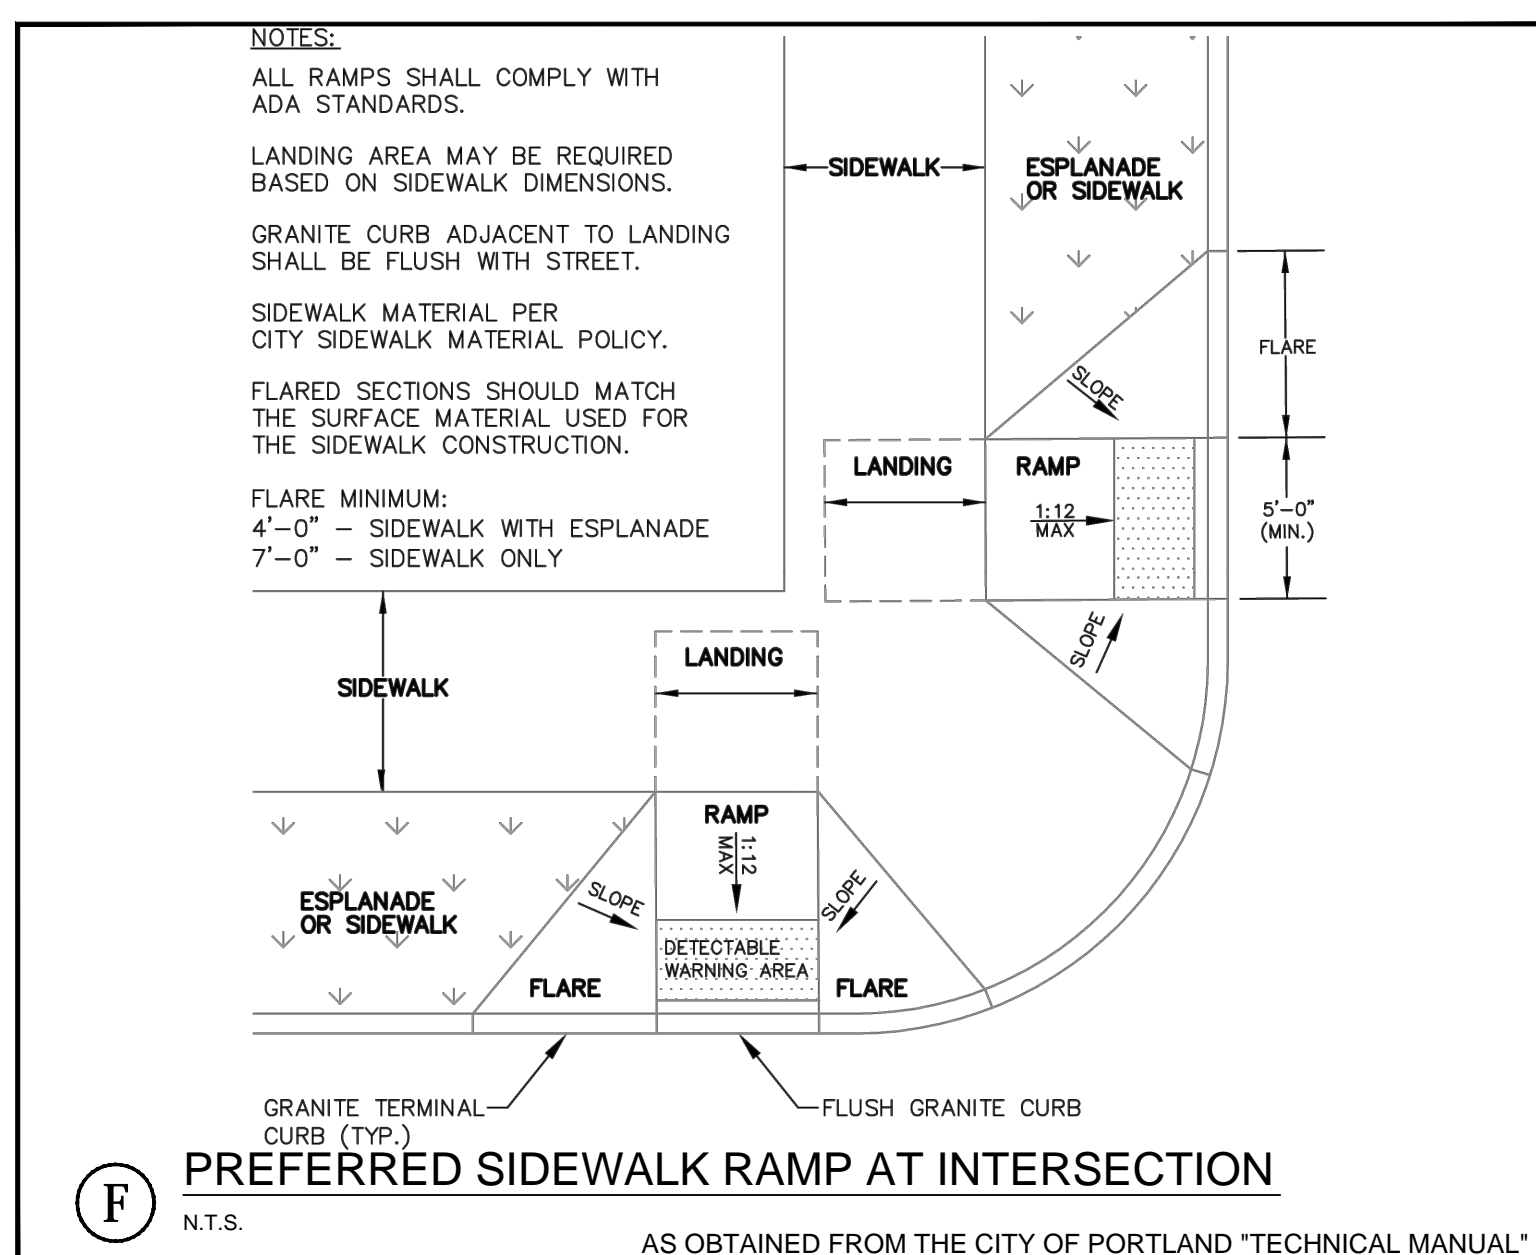 NOTES:
ALL RAMPS SHALL COMPLY WITH
ADA STANDARDS.
LANDING AREA MAY BE REQUIRED
BASED ON SIDEWALK DIMENSIONS.
GRANITE CURB ADJACENT TO LANDING
SHALL BE FLUSH WITH STREET.
SIDEWALK MATERIAL PER
CITY SIDEWALK MATERIAL POLICY.
FLARED SECTIONS SHOULD MATCH
THE SURFACE MATERIAL USED FOR
THE SIDEWALK CONSTRUCTION.
FLARE MINIMUM:
4'-0" - SIDEWALK WITH ESPLANADE
7'-0" - SIDEWALK ONLY
SIDEWALK
ESPLANADE
OR SIDEWALK
FLARE
SLOPE
LANDING
RAMP
1:12
MAX
5'-0"
(MIN.)
SLOPE
LANDING
SIDEWALK
RAMP
1:12
MAX
ESPLANADE
OR SIDEWALK
SLOPE
SLOPE
DETECTABLE
WARNING AREA
FLARE
FLARE
GRANITE TERMINAL
CURB (TYP.)
FLUSH GRANITE CURB
F
PREFERRED SIDEWALK RAMP AT INTERSECTION
N.T.S.
AS OBTAINED FROM THE CITY OF PORTLAND "TECHNICAL MANUAL"